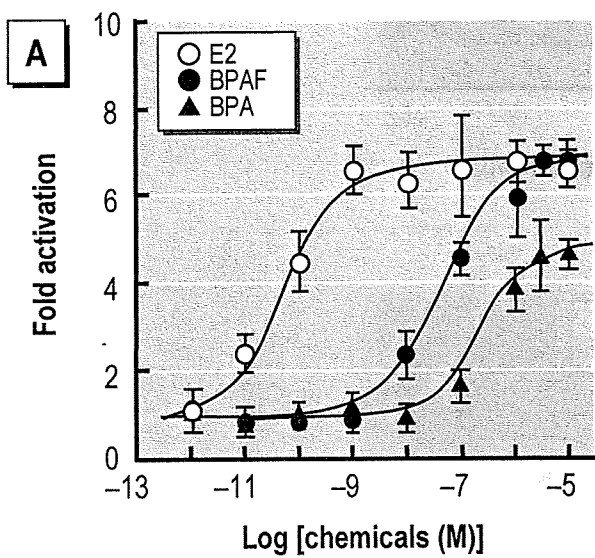 A
E2
BPAF
BPA
Fold activation
10
8
6
4
2
0
–13
–11
–9
–7
–5
Log [chemicals (M)]